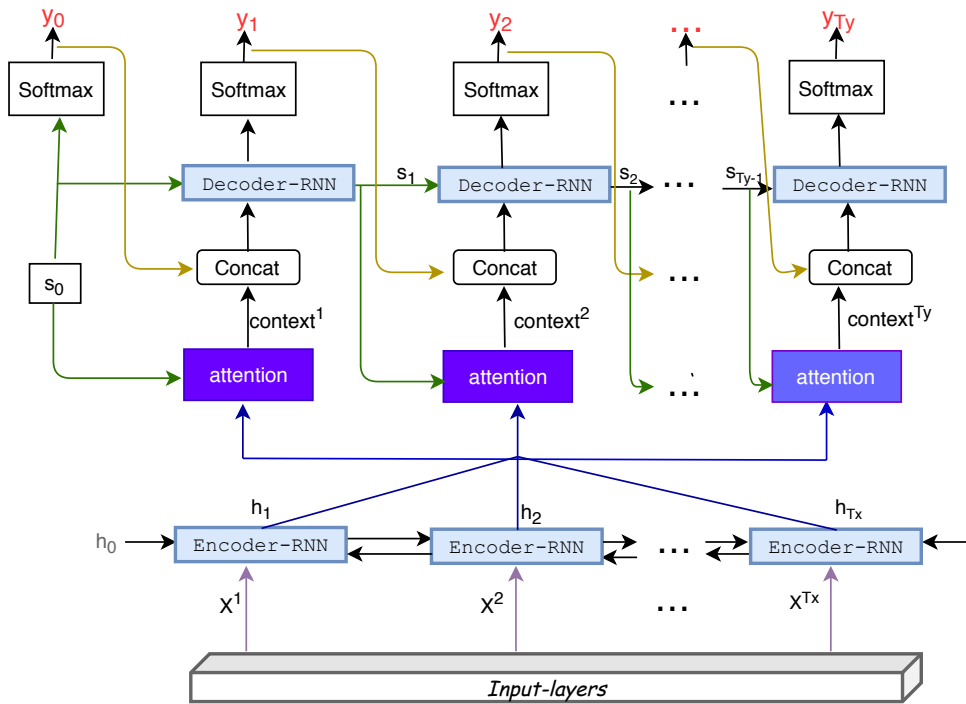 y0 y1 y2 ... yTy
Softmax Softmax Softmax ... Softmax
Decoder-RNN s1 Decoder-RNN s2 ... sTy-1 Decoder-RNN
s0 Concat Concat ... Concat
context1 context2 contextTy
attention attention ... attention
h1 h2 hTx
h0 Encoder-RNN Encoder-RNN ... Encoder-RNN
X1 X2 ... XTx
Input-layers